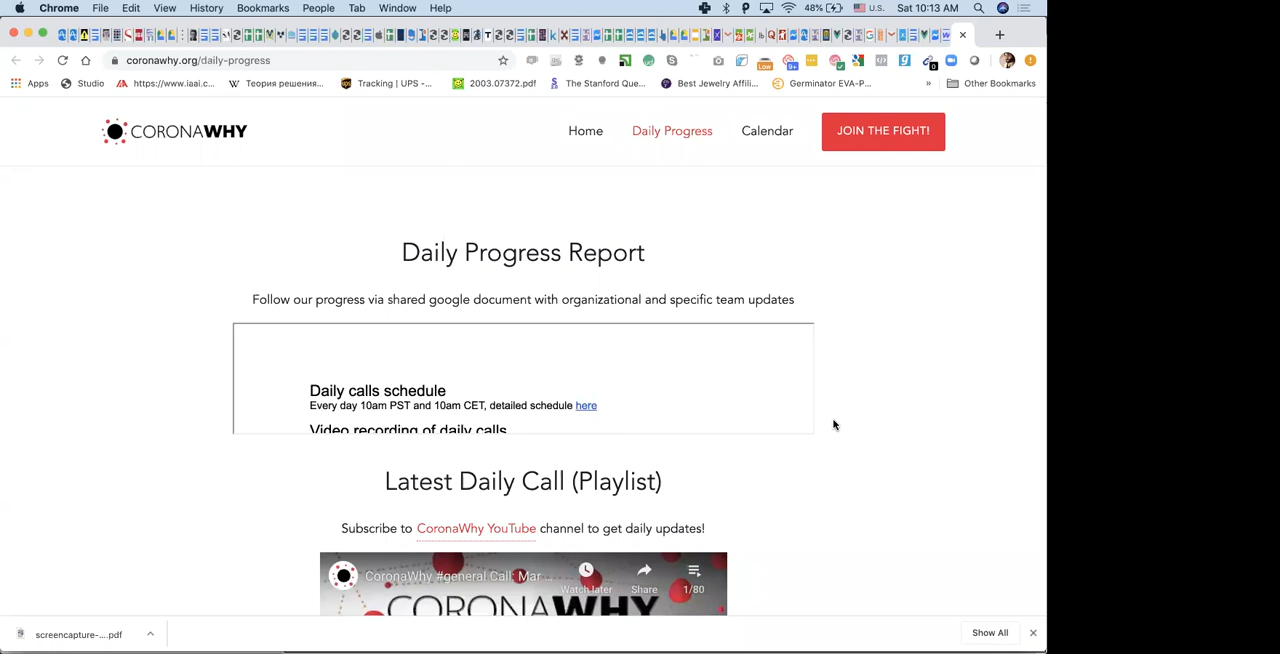 Chrome File Edit View History Bookmarks People Tab Window Help 48% U.S. Sat 10:13 AM
coronawhy.org/daily-progress
Apps Studio https://www.iaai.c... Теория решения... Tracking | UPS -... 2003.07372.pdf The Stanford Que... Best Jewelry Affili... Germinator EVA-P... » Other Bookmarks
CORONAWHY Home Daily Progress Calendar JOIN THE FIGHT!
Daily Progress Report
Follow our progress via shared google document with organizational and specific team updates
Daily calls schedule
Every day 10am PST and 10am CET, detailed schedule here
Video recording of daily calls
Latest Daily Call (Playlist)
Subscribe to CoronaWhy YouTube channel to get daily updates!
CoronaWhy #general Call: Mar ... Watch later Share 1/80
CORONAWHY
screencapture-....pdf Show All